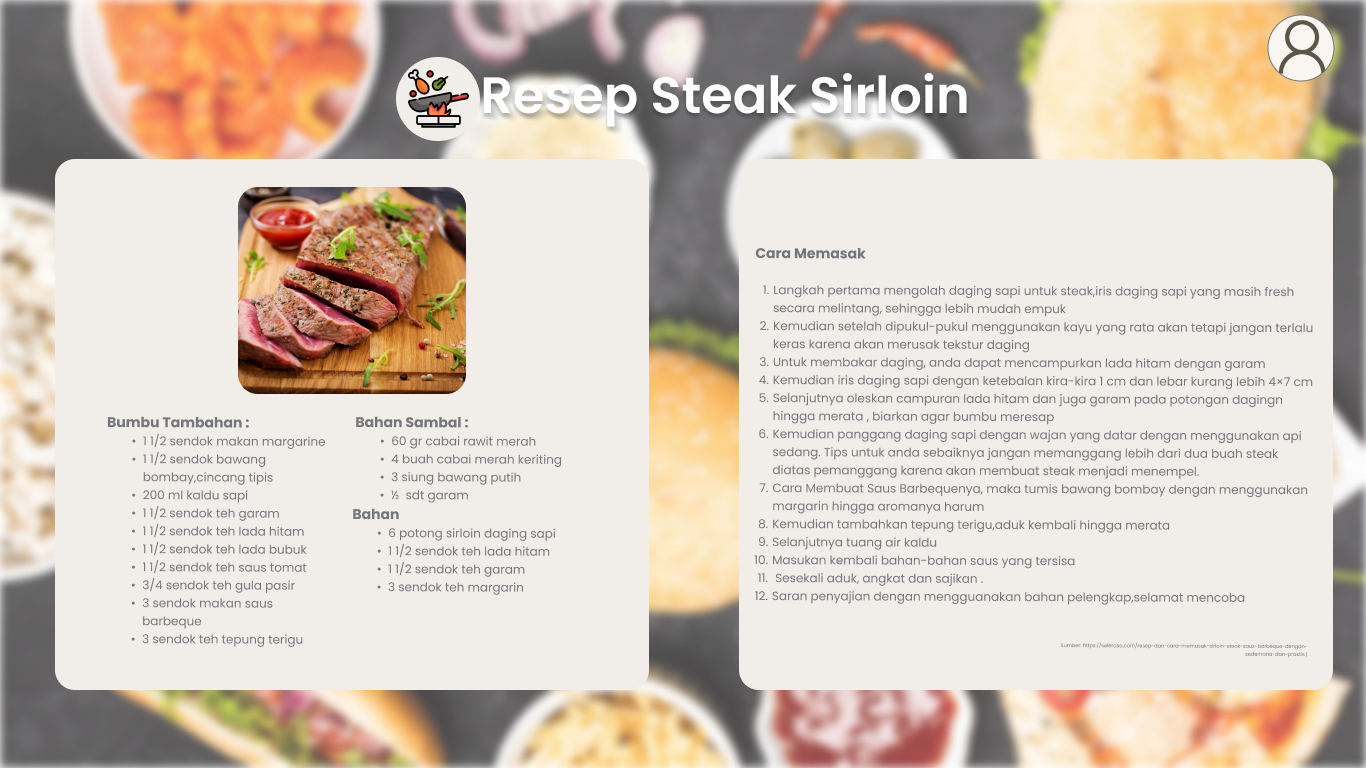 Resep Steak Sirloin
Bumbu Tambahan :
• 1 1/2 sendok makan margarine
• 1 1/2 sendok bawang
bombay,cincang tipis
• 200 ml kaldu sapi
• 1 1/2 sendok teh garam
• 1 1/2 sendok teh lada hitam
• 1 1/2 sendok teh lada bubuk
• 1 1/2 sendok teh saus tomat
• 3/4 sendok teh gula pasir
• 3 sendok makan saus
barbeque
• 3 sendok teh tepung terigu
Bahan Sambal :
• 60 gr cabai rawit merah
• 4 buah cabai merah keriting
• 3 siung bawang putih
• ½ sdt garam
Bahan
• 6 potong sirloin daging sapi
• 1 1/2 sendok teh lada hitam
• 1 1/2 sendok teh garam
• 3 sendok teh margarin
Cara Memasak
1. Langkah pertama mengolah daging sapi untuk steak,iris daging sapi yang masih fresh
secara melintang, sehingga lebih mudah empuk
2. Kemudian setelah dipukul-pukul menggunakan kayu yang rata akan tetapi jangan terlalu
keras karena akan merusak tekstur daging
3. Untuk membakar daging, anda dapat mencampurkan lada hitam dengan garam
4. Kemudian iris daging sapi dengan ketebalan kira-kira 1 cm dan lebar kurang lebih 4×7 cm
5. Selanjutnya oleskan campuran lada hitam dan juga garam pada potongan dagingn
hingga merata , biarkan agar bumbu meresap
6. Kemudian panggang daging sapi dengan wajan yang datar dengan menggunakan api
sedang. Tips untuk anda sebaiknya jangan memanggang lebih dari dua buah steak
diatas pemanggang karena akan membuat steak menjadi menempel.
7. Cara Membuat Saus Barbequenya, maka tumis bawang bombay dengan menggunakan
margarin hingga aromanya harum
8. Kemudian tambahkan tepung terigu,aduk kembali hingga merata
9. Selanjutnya tuang air kaldu
10. Masukan kembali bahan-bahan saus yang tersisa
11. Sesekali aduk, angkat dan sajikan .
12. Saran penyajian dengan mengguanakan bahan pelengkap,selamat mencoba
Sumber: https://selerasa.com/resep-dan-cara-memasak-sirloin-steak-saus-barbeque-dengan-
sederhana-dan-praktis|